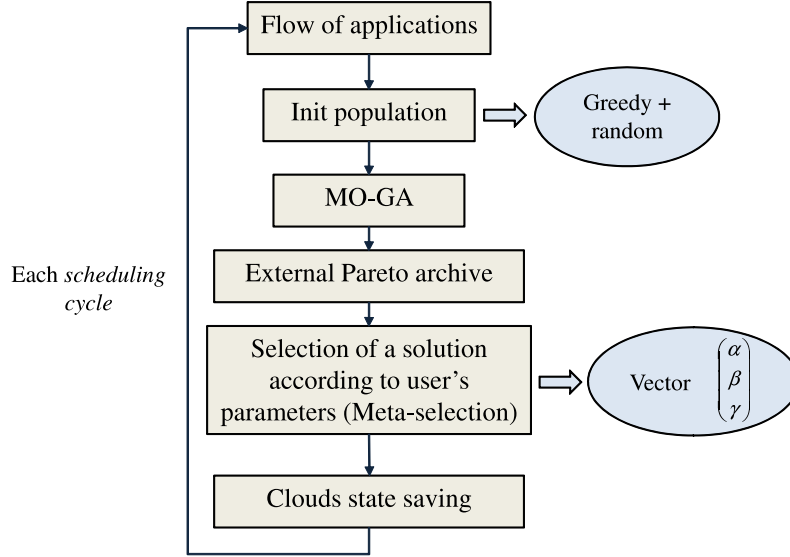 Flow of applications
Init population
Greedy +
random
MO-GA
External Pareto archive
Each scheduling
cycle
Selection of a solution
according to user's
parameters (Meta-selection)
Vector
α
β
γ
Clouds state saving